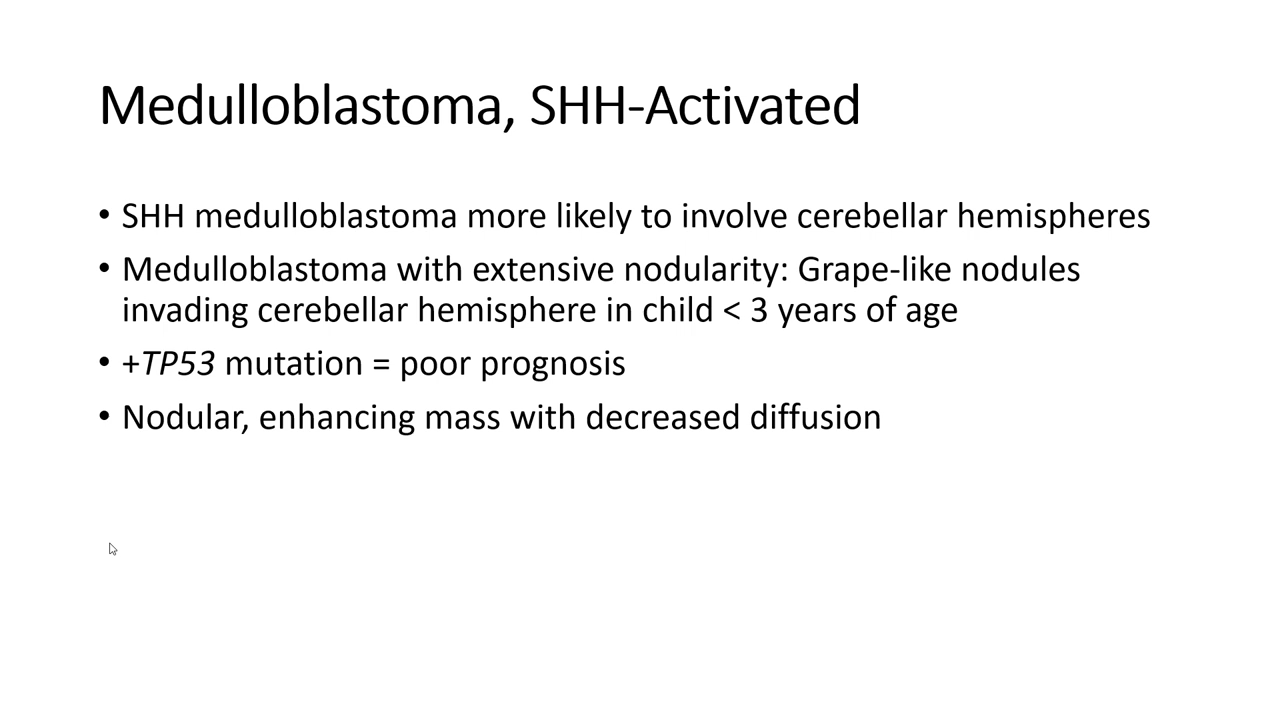 Medulloblastoma, SHH-Activated
• SHH medulloblastoma more likely to involve cerebellar hemispheres
• Medulloblastoma with extensive nodularity: Grape-like nodules
invading cerebellar hemisphere in child < 3 years of age
• +TP53 mutation = poor prognosis
• Nodular, enhancing mass with decreased diffusion